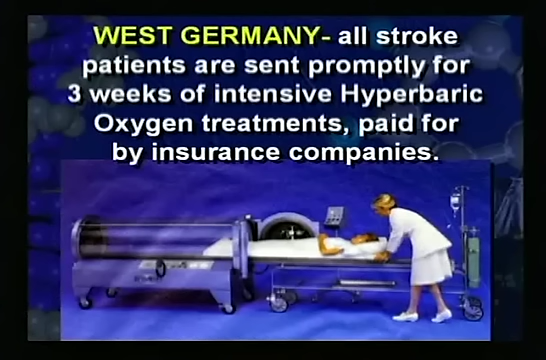 WEST GERMANY- all stroke
patients are sent promptly for
3 weeks of intensive Hyperbaric
Oxygen treatments, paid for
by insurance companies.